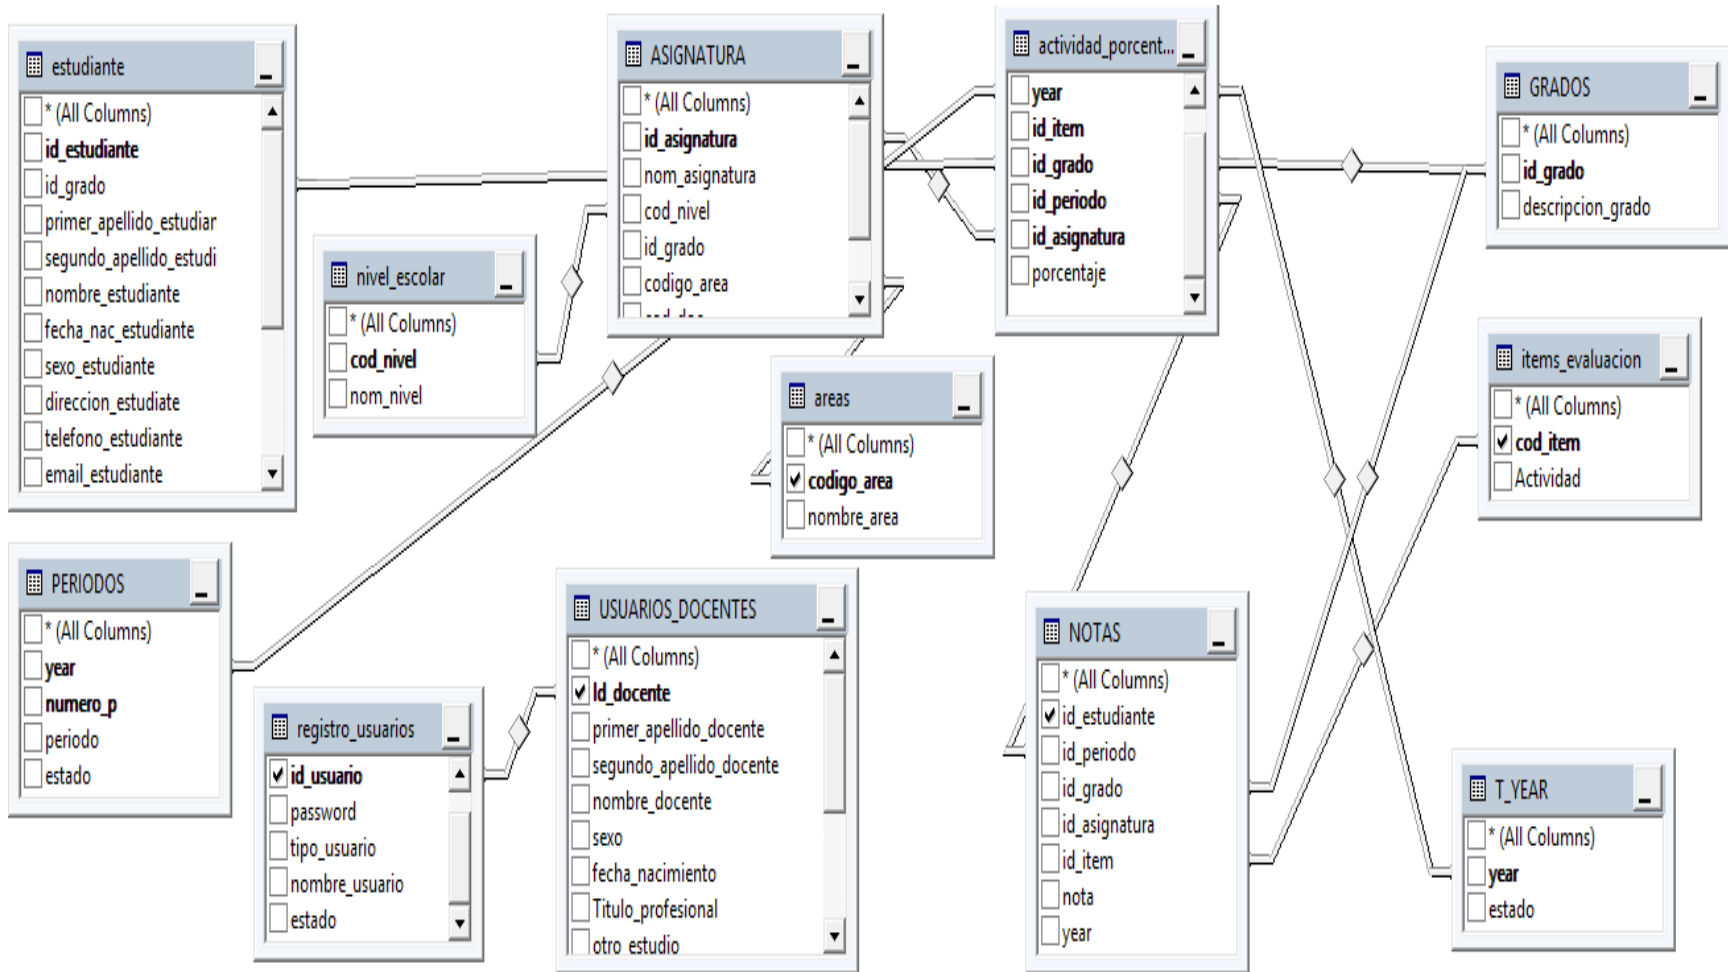 estudiante
* (All Columns)
id_estudiante
id_grado
primer_apellido_estudiar
segundo_apellido_estudi
nombre_estudiante
fecha_nac_estudiante
sexo_estudiante
direccion_estudiate
telefono_estudiante
email_estudiante
nivel_escolar
* (All Columns)
cod_nivel
nom_nivel
ASIGNATURA
* (All Columns)
id_asignatura
nom_asignatura
cod_nivel
id_grado
codigo_area
actividad_porcent...
year
id_item
id_grado
id_periodo
id_asignatura
porcentaje
GRADOS
* (All Columns)
id_grado
descripcion_grado
areas
* (All Columns)
codigo_area
nombre_area
items_evaluacion
* (All Columns)
cod_item
Actividad
PERIODOS
* (All Columns)
year
numero_p
periodo
estado
registro_usuarios
id_usuario
password
tipo_usuario
nombre_usuario
estado
USUARIOS_DOCENTES
* (All Columns)
Id_docente
primer_apellido_docente
segundo_apellido_docente
nombre_docente
sexo
fecha_nacimiento
Titulo_profesional
otro_estudio
NOTAS
* (All Columns)
id_estudiante
id_periodo
id_grado
id_asignatura
id_item
nota
year
T_YEAR
* (All Columns)
year
estado